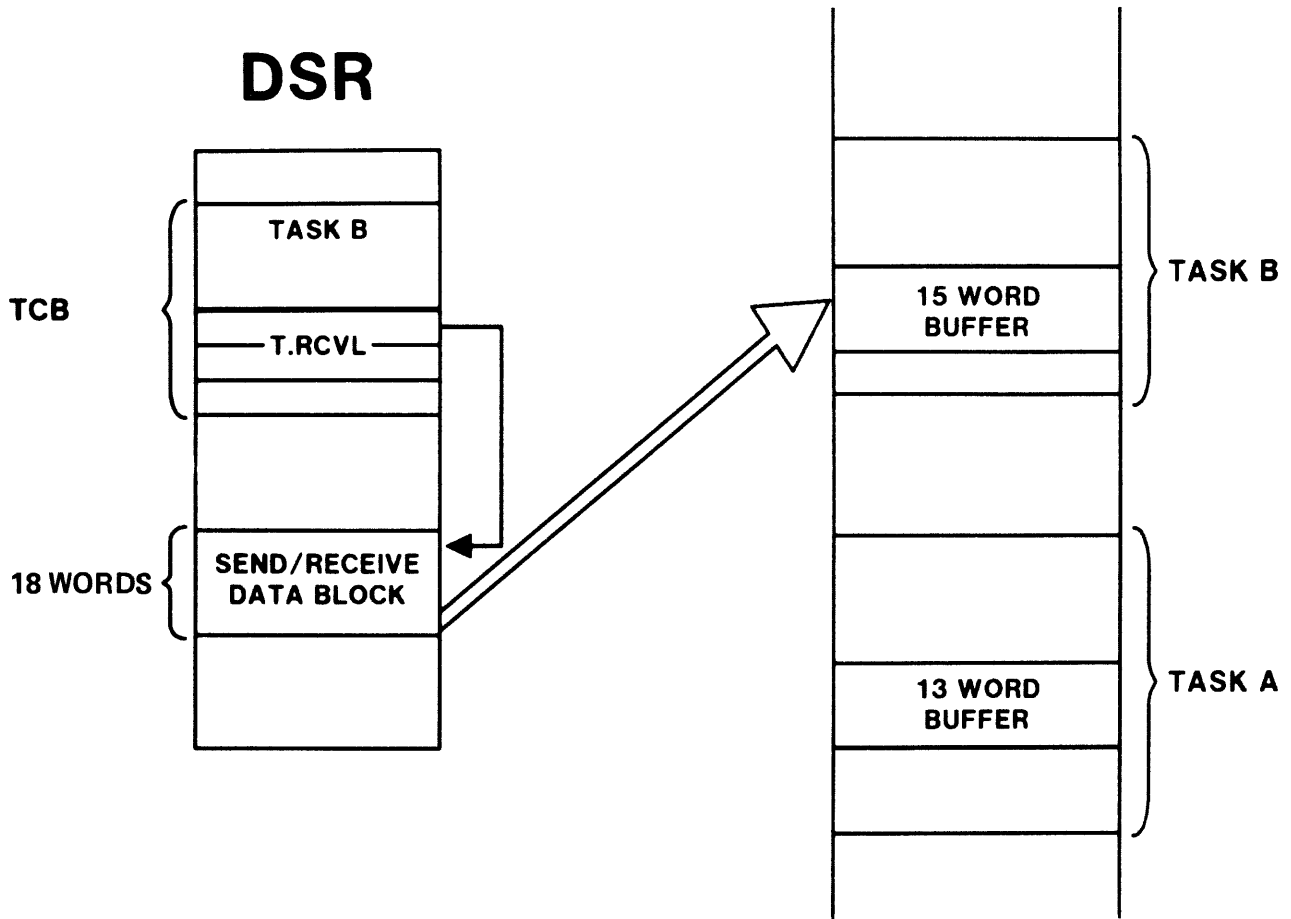 DSR
TCB
TASK B
T.RCVL
18 WORDS
SEND/RECEIVE
DATA BLOCK
15 WORD
BUFFER
TASK B
13 WORD
BUFFER
TASK A